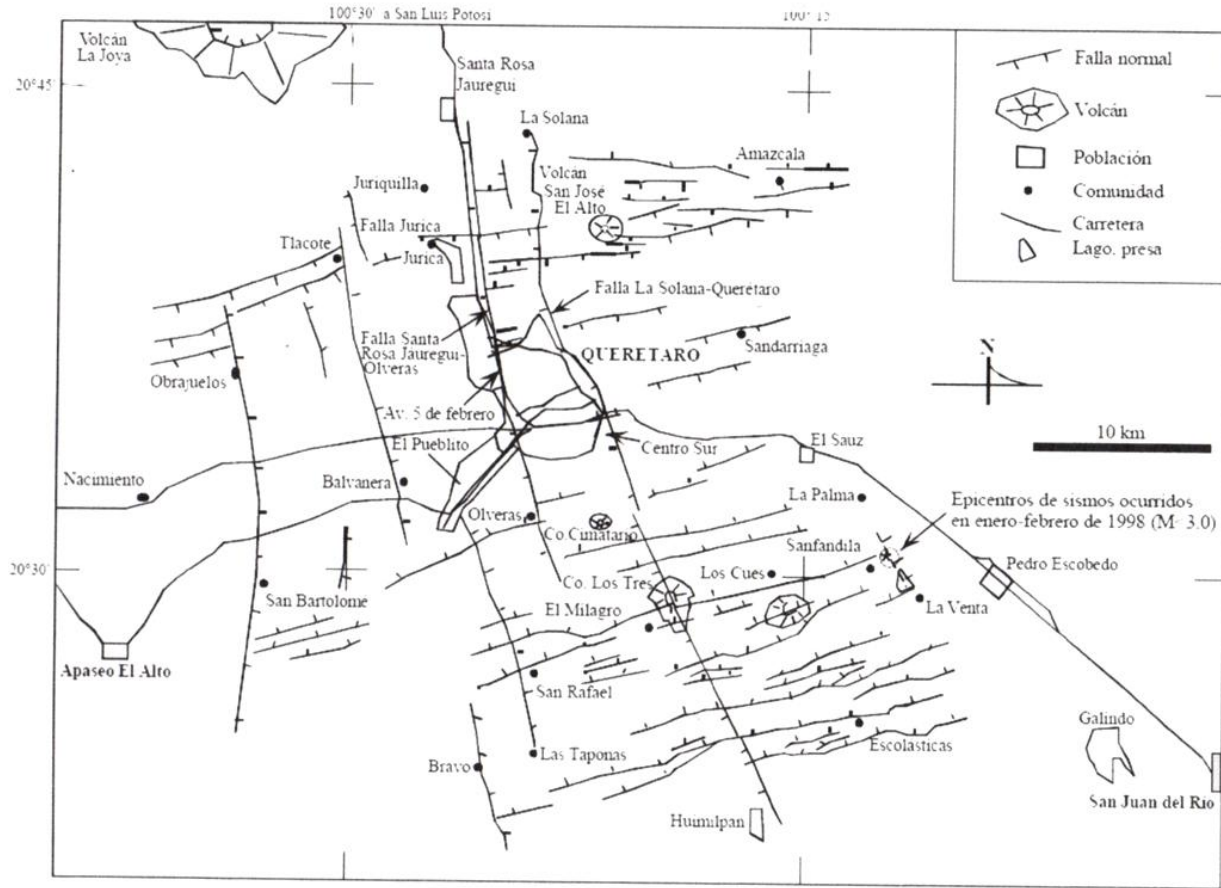 100°30' a San Luis Potosi
100°15'
Volcán
La Joya
20°45'
Santa Rosa
Jauregui
La Solana
Juriquilla
Volcán
San José
El Alto
Amazcala
Falla Jurica
Jurica
Tlacote
Falla La Solana-Querétaro
Falla Santa
Rosa Jauregui-
Olveras
QUERETARO
Sandarriaga
Obrajuelos
Av. 5 de febrero
El Pueblito
Centro Sur
El Sauz
Nacimiento
Balvanera
Olveras
La Palma
Co. Cimatario
Sanfandila
Epicentros de sismos ocurridos
en enero-febrero de 1998 (M 3.0)
Pedro Escobedo
20°30'
San Bartolome
Co. Los Tres
Los Cues
El Milagro
La Venta
Apaseo El Alto
San Rafael
Las Taponas
Bravo
Escolasticas
Galindo
San Juan del Rio
Huimilpan
Falla normal
Volcán
Población
Comunidad
Carretera
Lago. presa
N
10 km